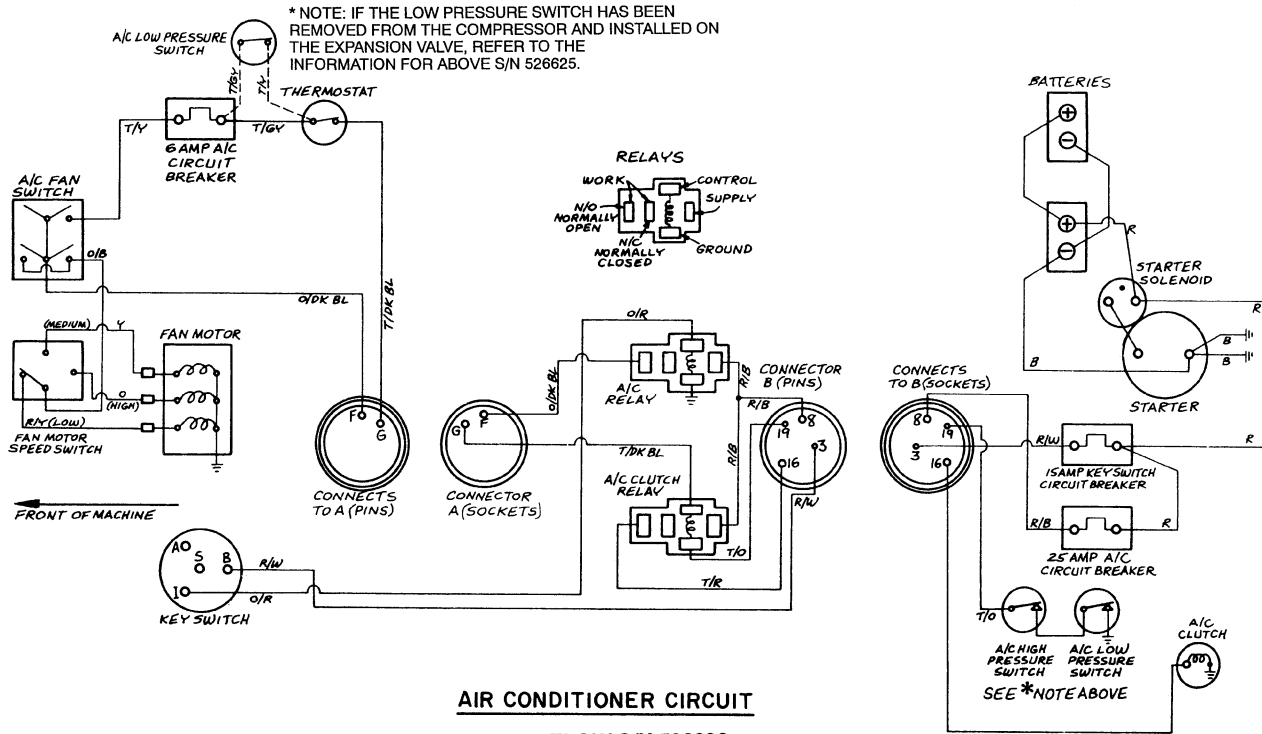 * NOTE: IF THE LOW PRESSURE SWITCH HAS BEEN
REMOVED FROM THE COMPRESSOR AND INSTALLED ON
THE EXPANSION VALVE, REFER TO THE
INFORMATION FOR ABOVE S/N 526625.
A/C LOW PRESSURE
SWITCH
T/GY
T/Y
THERMOSTAT
T/Y
T/GY
6 AMP A/C
CIRCUIT
BREAKER
A/C FAN
SWITCH
O/B
O/DK BL
T/DK BL
(MEDIUM)
Y
FAN MOTOR
O
(HIGH)
R/Y (LOW)
FAN MOTOR
SPEED SWITCH
F
G
CONNECTS
TO A (PINS)
FRONT OF MACHINE
A
S
B
I
R/W
O/R
KEY SWITCH
RELAYS
WORK
CONTROL
SUPPLY
N/O
NORMALLY
OPEN
N/C
NORMALLY
CLOSED
GROUND
O/R
O/DK BL
A/C
RELAY
R/B
R/B
R/B
G
F
T/DK BL
CONNECTOR
A (SOCKETS)
A/C CLUTCH
RELAY
T/O
T/R
CONNECTOR
B (PINS)
8
19
3
16
R/W
BATTERIES
+
−
+
−
R
STARTER
SOLENOID
R
B
B
B
STARTER
CONNECTS
TO B (SOCKETS)
8
19
3
16
R/W
R
15 AMP KEY SWITCH
CIRCUIT BREAKER
R/B
R
25 AMP A/C
CIRCUIT BREAKER
T/O
A/C HIGH
PRESSURE
SWITCH
A/C LOW
PRESSURE
SWITCH
SEE * NOTE ABOVE
A/C
CLUTCH
AIR CONDITIONER CIRCUIT